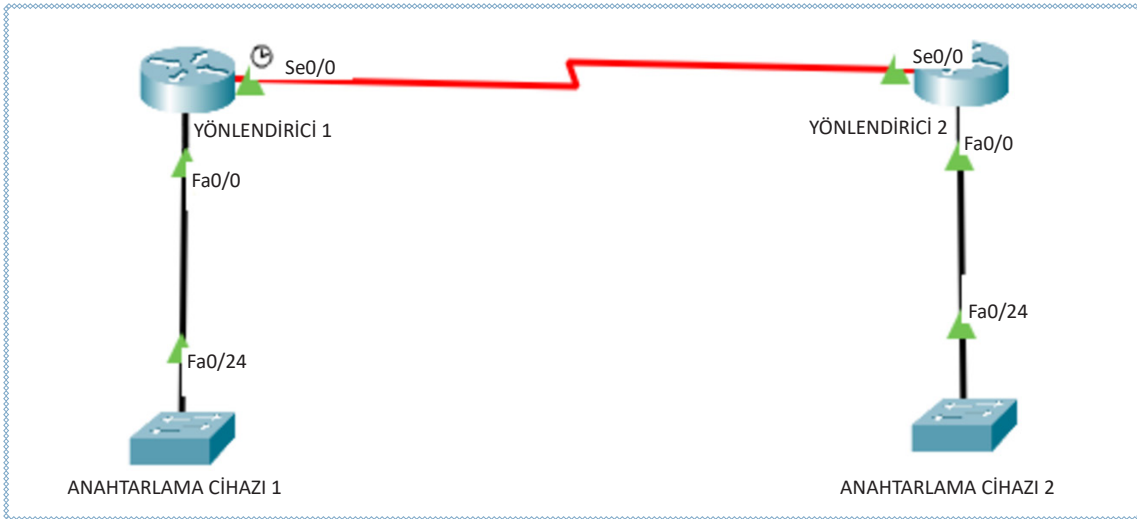 Se0/0
Se0/0
YÖNLENDİRİCİ 1
YÖNLENDİRİCİ 2
Fa0/0
Fa0/0
Fa0/24
Fa0/24
ANAHTARLAMA CİHAZI 1
ANAHTARLAMA CİHAZI 2